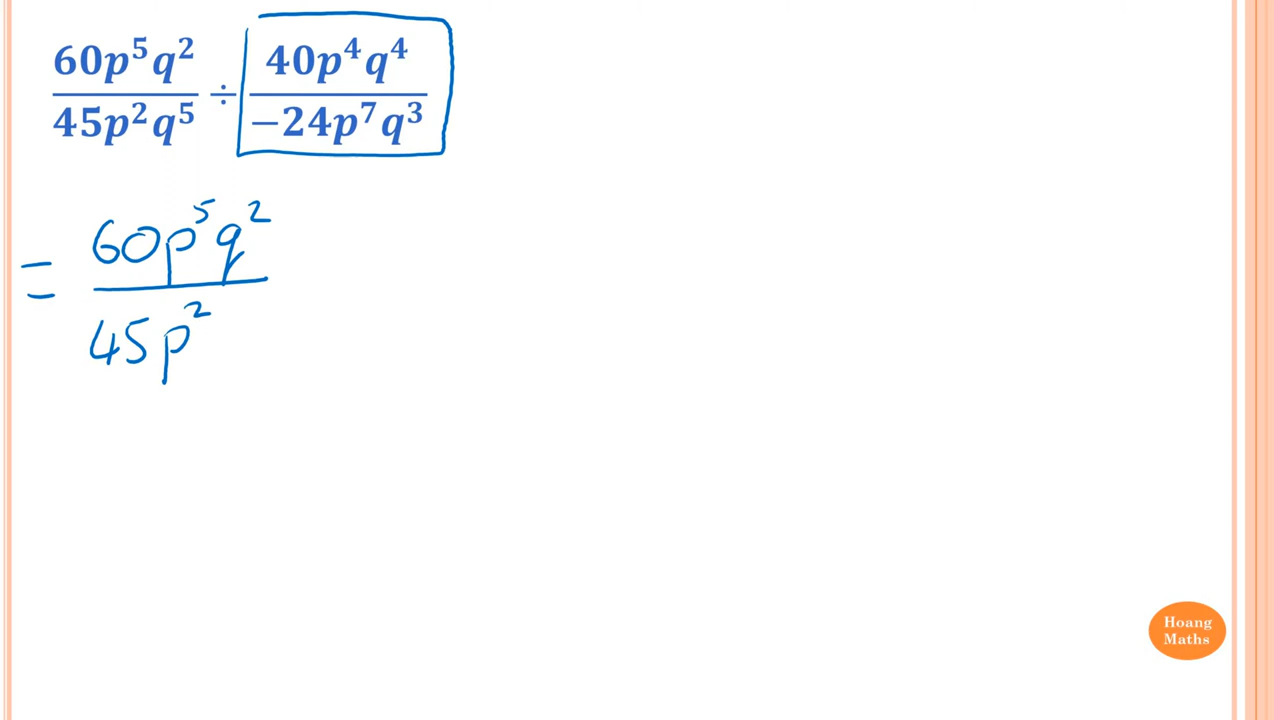 60p⁵q² / 45p²q⁵ ÷ 40p⁴q⁴ / −24p⁷q³
= 60p⁵q² / 45p²
Hoang
Maths